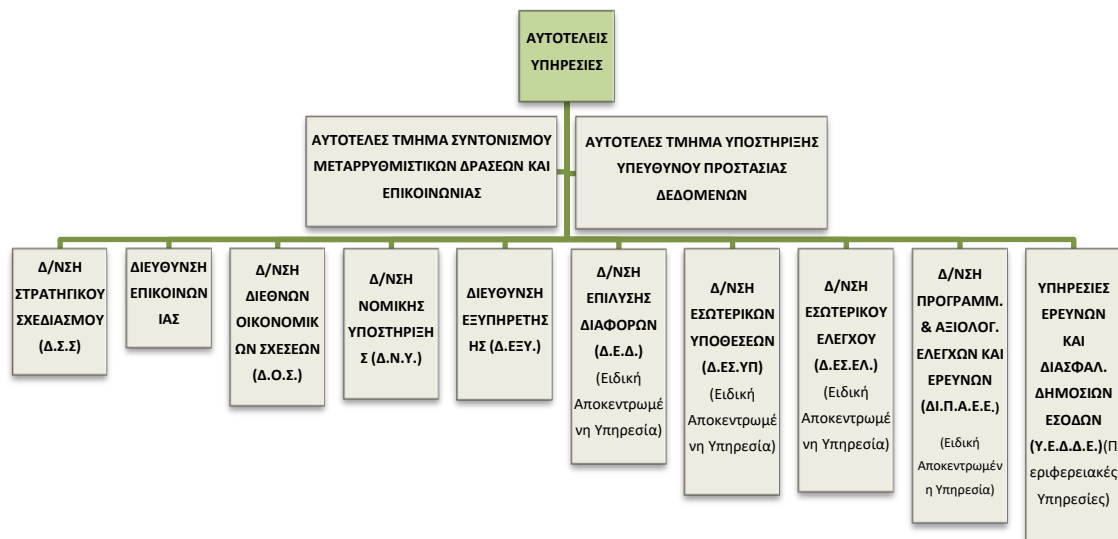 ΑΥΤΟΤΕΛΕΙΣ
ΥΠΗΡΕΣΙΕΣ
ΑΥΤΟΤΕΛΕΣ ΤΜΗΜΑ ΣΥΝΤΟΝΙΣΜΟΥ
ΜΕΤΑΡΡΥΘΜΙΣΤΙΚΩΝ ΔΡΑΣΕΩΝ ΚΑΙ
ΕΠΙΚΟΙΝΩΝΙΑΣ
ΑΥΤΟΤΕΛΕΣ ΤΜΗΜΑ ΥΠΟΣΤΗΡΙΞΗΣ
ΥΠΕΥΘΥΝΟΥ ΠΡΟΣΤΑΣΙΑΣ
ΔΕΔΟΜΕΝΩΝ
Δ/ΝΣΗ
ΣΤΡΑΤΗΓΙΚΟΥ
ΣΧΕΔΙΑΣΜΟΥ
(Δ.Σ.Σ)
ΔΙΕΥΘΥΝΣΗ
ΕΠΙΚΟΙΝΩΝ
ΙΑΣ
Δ/ΝΣΗ
ΔΙΕΘΝΩΝ
ΟΙΚΟΝΟΜΙΚ
ΩΝ ΣΧΕΣΕΩΝ
(Δ.Ο.Σ.)
Δ/ΝΣΗ
ΝΟΜΙΚΗΣ
ΥΠΟΣΤΗΡΙΞΗ
Σ (Δ.Ν.Υ.)
ΔΙΕΥΘΥΝΣΗ
ΕΞΥΠΗΡΕΤΗΣ
ΗΣ (Δ.ΕΞΥ.)
Δ/ΝΣΗ
ΕΠΙΛΥΣΗΣ
ΔΙΑΦΟΡΩΝ
(Δ.Ε.Δ.)
(Ειδική
Αποκεντρωμέ
νη Υπηρεσία)
Δ/ΝΣΗ
ΕΣΩΤΕΡΙΚΩΝ
ΥΠΟΘΕΣΕΩΝ
(Δ.ΕΣ.ΥΠ)
(Ειδική
Αποκεντρωμέ
νη Υπηρεσία)
Δ/ΝΣΗ
ΕΣΩΤΕΡΙΚΟΥ
ΕΛΕΓΧΟΥ
(Δ.ΕΣ.ΕΛ.)
(Ειδική
Αποκεντρωμέ
νη Υπηρεσία)
Δ/ΝΣΗ
ΠΡΟΓΡΑΜΜ.
& ΑΞΙΟΛΟΓ.
ΕΛΕΓΧΩΝ ΚΑΙ
ΕΡΕΥΝΩΝ
(ΔΙ.Π.Α.Ε.Ε.)
(Ειδική
Αποκεντρωμέν
η Υπηρεσία)
ΥΠΗΡΕΣΙΕΣ
ΕΡΕΥΝΩΝ
ΚΑΙ
ΔΙΑΣΦΑΛ.
ΔΗΜΟΣΙΩΝ
ΕΣΟΔΩΝ
(Υ.Ε.Δ.Δ.Ε.)(Π
εριφερειακές
Υπηρεσίες)